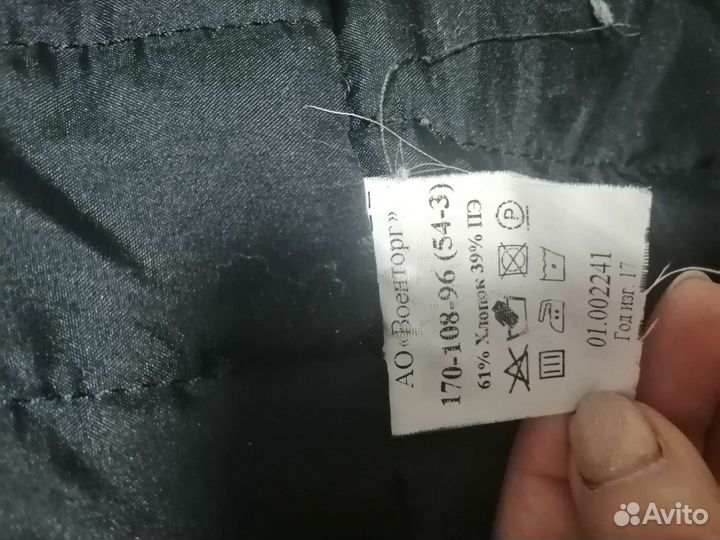 АО «Военторг»
170-108-96 (54-3)
61% Хлопок 39% ПЭ
P
01.002241
Год изг. 17
Avito